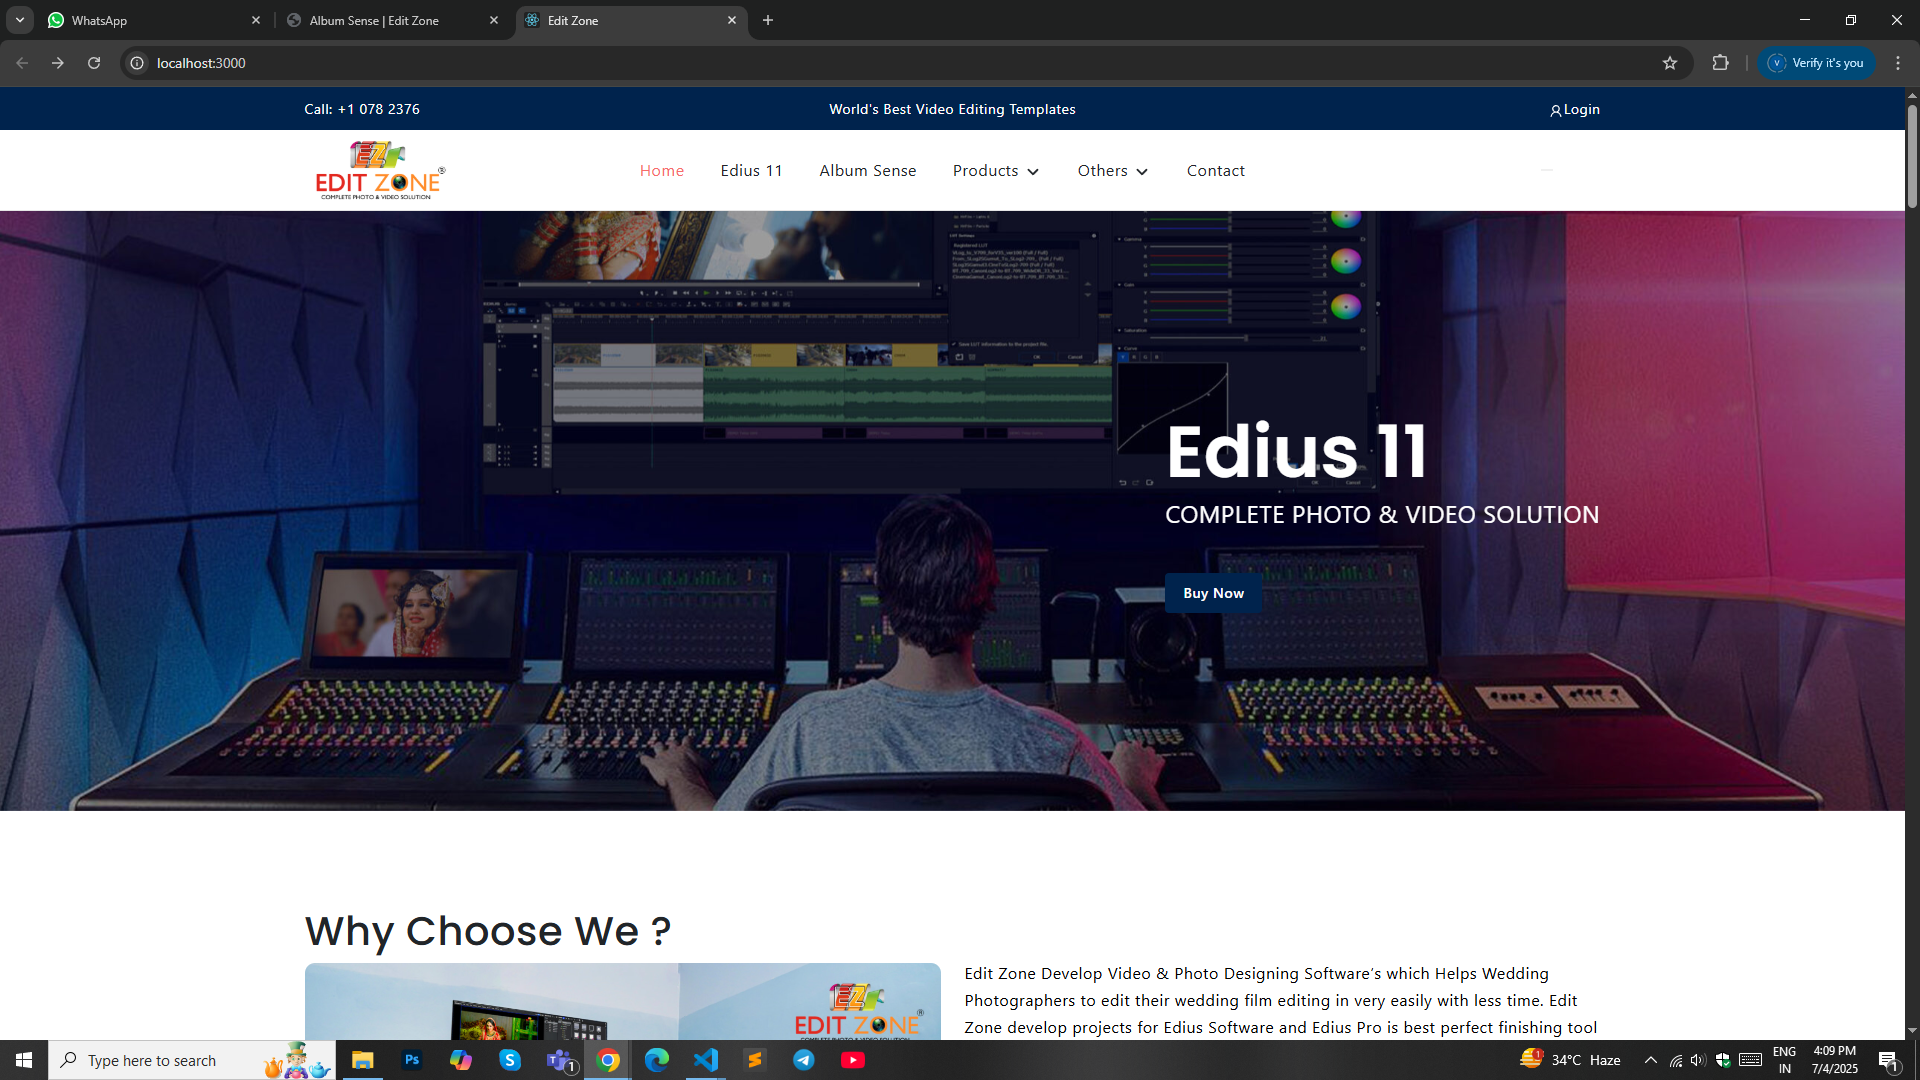 WhatsApp
Album Sense | Edit Zone
Edit Zone
localhost:3000
Verify it's you
Call: +1 078 2376
World's Best Video Editing Templates
Login
EZ
EDIT ZONE®
COMPLETE PHOTO & VIDEO SOLUTION
Home
Edius 11
Album Sense
Products
Others
Contact
Edius 11
COMPLETE PHOTO & VIDEO SOLUTION
Buy Now
Why Choose We ?
EZ
EDIT ZONE®
Edit Zone Develop Video & Photo Designing Software’s which Helps Wedding
Photographers to edit their wedding film editing in very easily with less time. Edit
Zone develop projects for Edius Software and Edius Pro is best perfect finishing tool
Type here to search
Ps
1
1
34°C Haze
ENG
IN
4:09 PM
7/4/2025
1